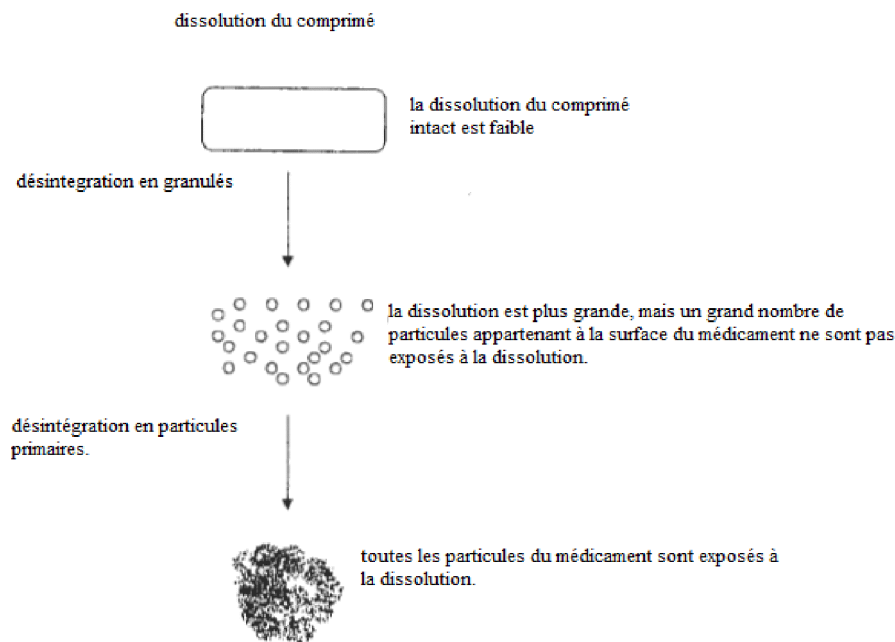 dissolution du comprimé
la dissolution du comprimé
intact est faible
désintegration en granulés
la dissolution est plus grande, mais un grand nombre de
particules appartenant à la surface du médicament ne sont pas
exposés à la dissolution.
désintégration en particules
primaires.
toutes les particules du médicament sont exposés à
la dissolution.